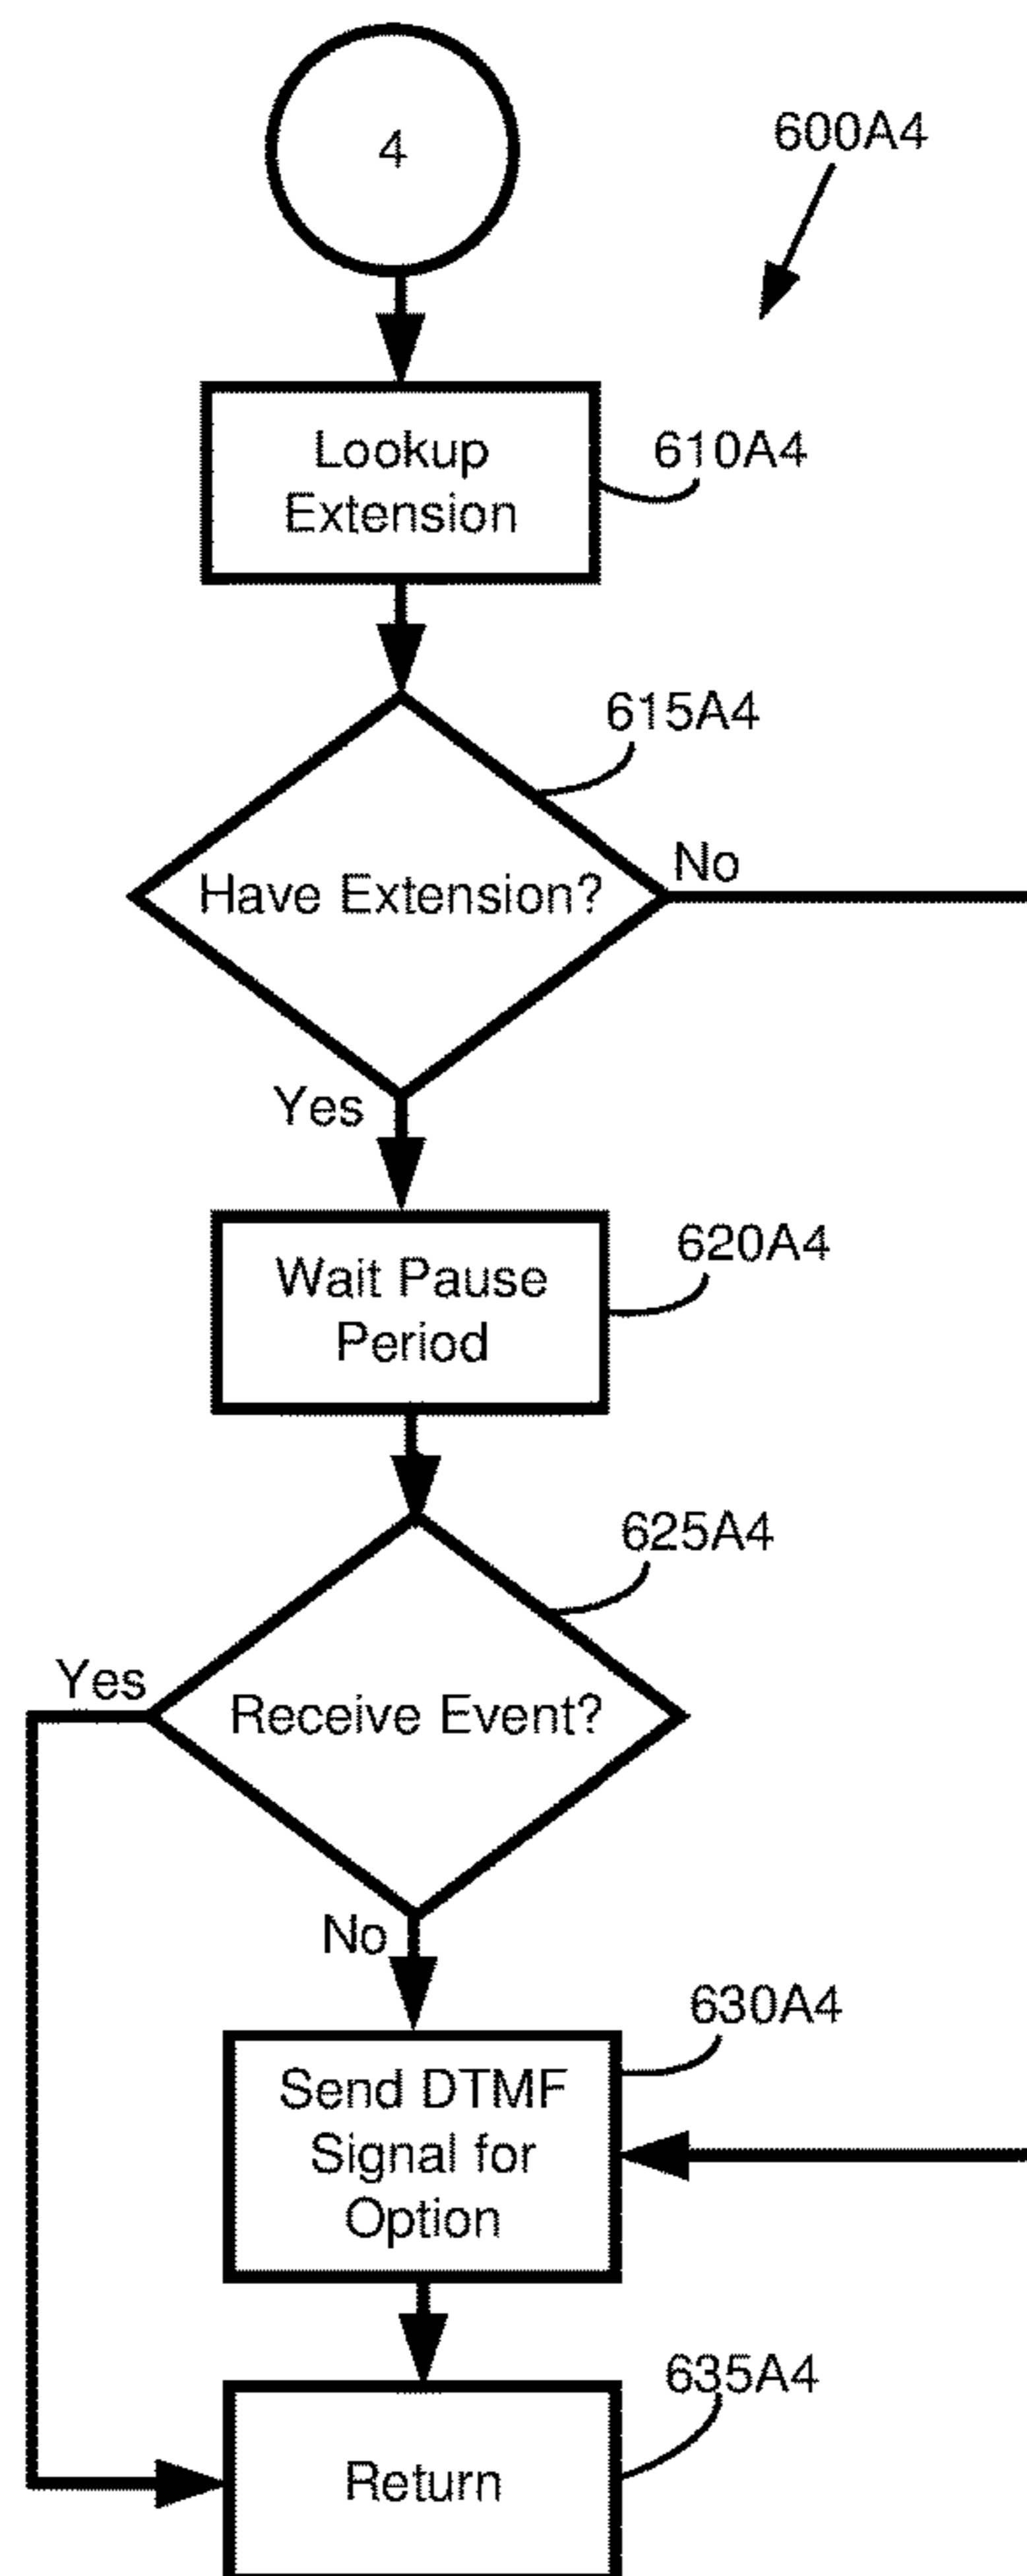 4
600A4
Lookup
Extension
610A4
615A4
Have Extension?
No
Yes
Wait Pause
Period
620A4
625A4
Yes
Receive Event?
No
630A4
Send DTMF
Signal for
Option
635A4
Return